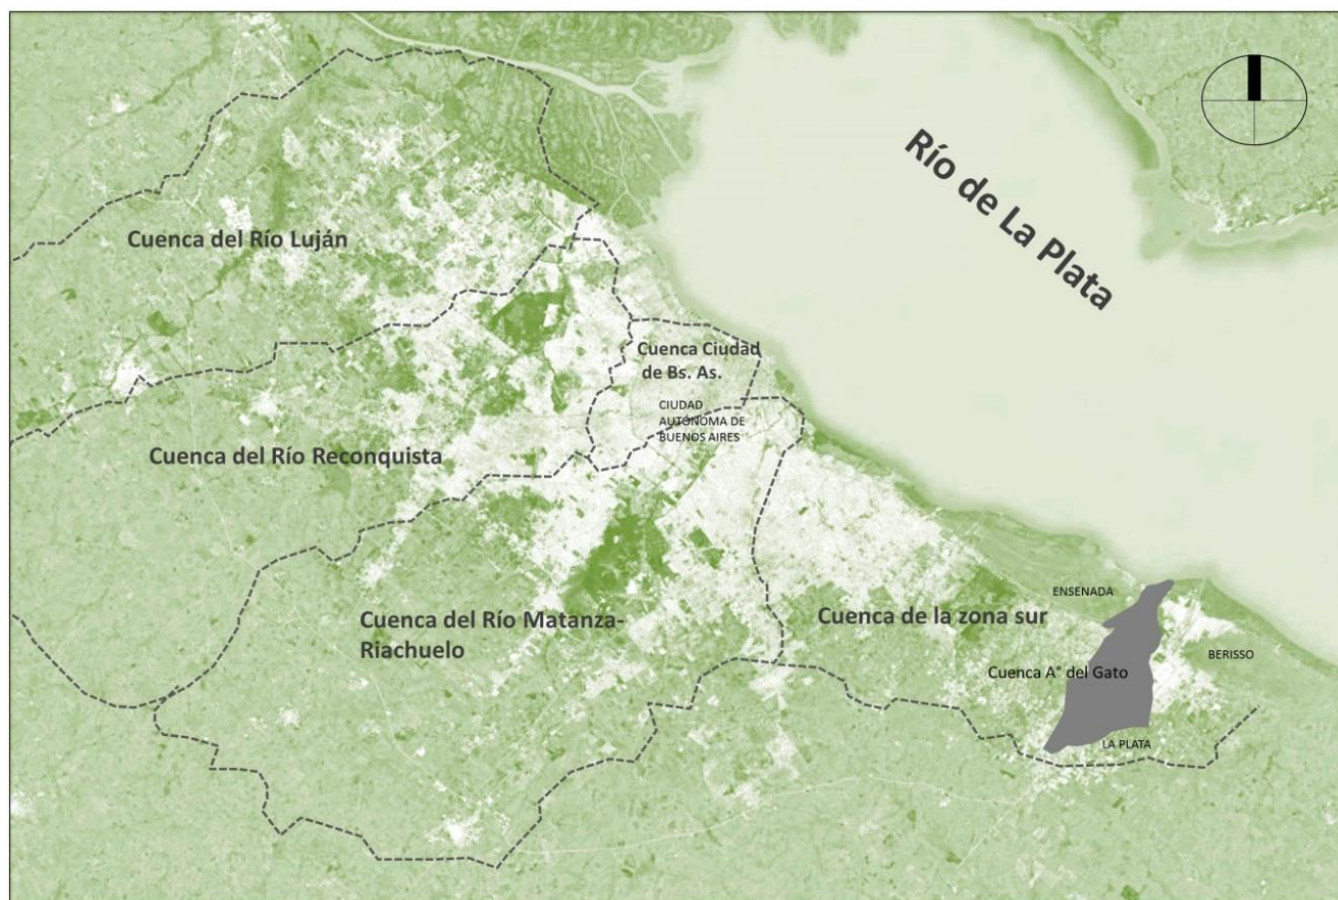 Río de La Plata
Cuenca del Río Luján
Cuenca Ciudad
de Bs. As.
CIUDAD
AUTÓNOMA DE
BUENOS AIRES
Cuenca del Río Reconquista
Cuenca del Río Matanza-
Riachuelo
Cuenca de la zona sur
ENSENADA
BERISSO
Cuenca A° del Gato
LA PLATA